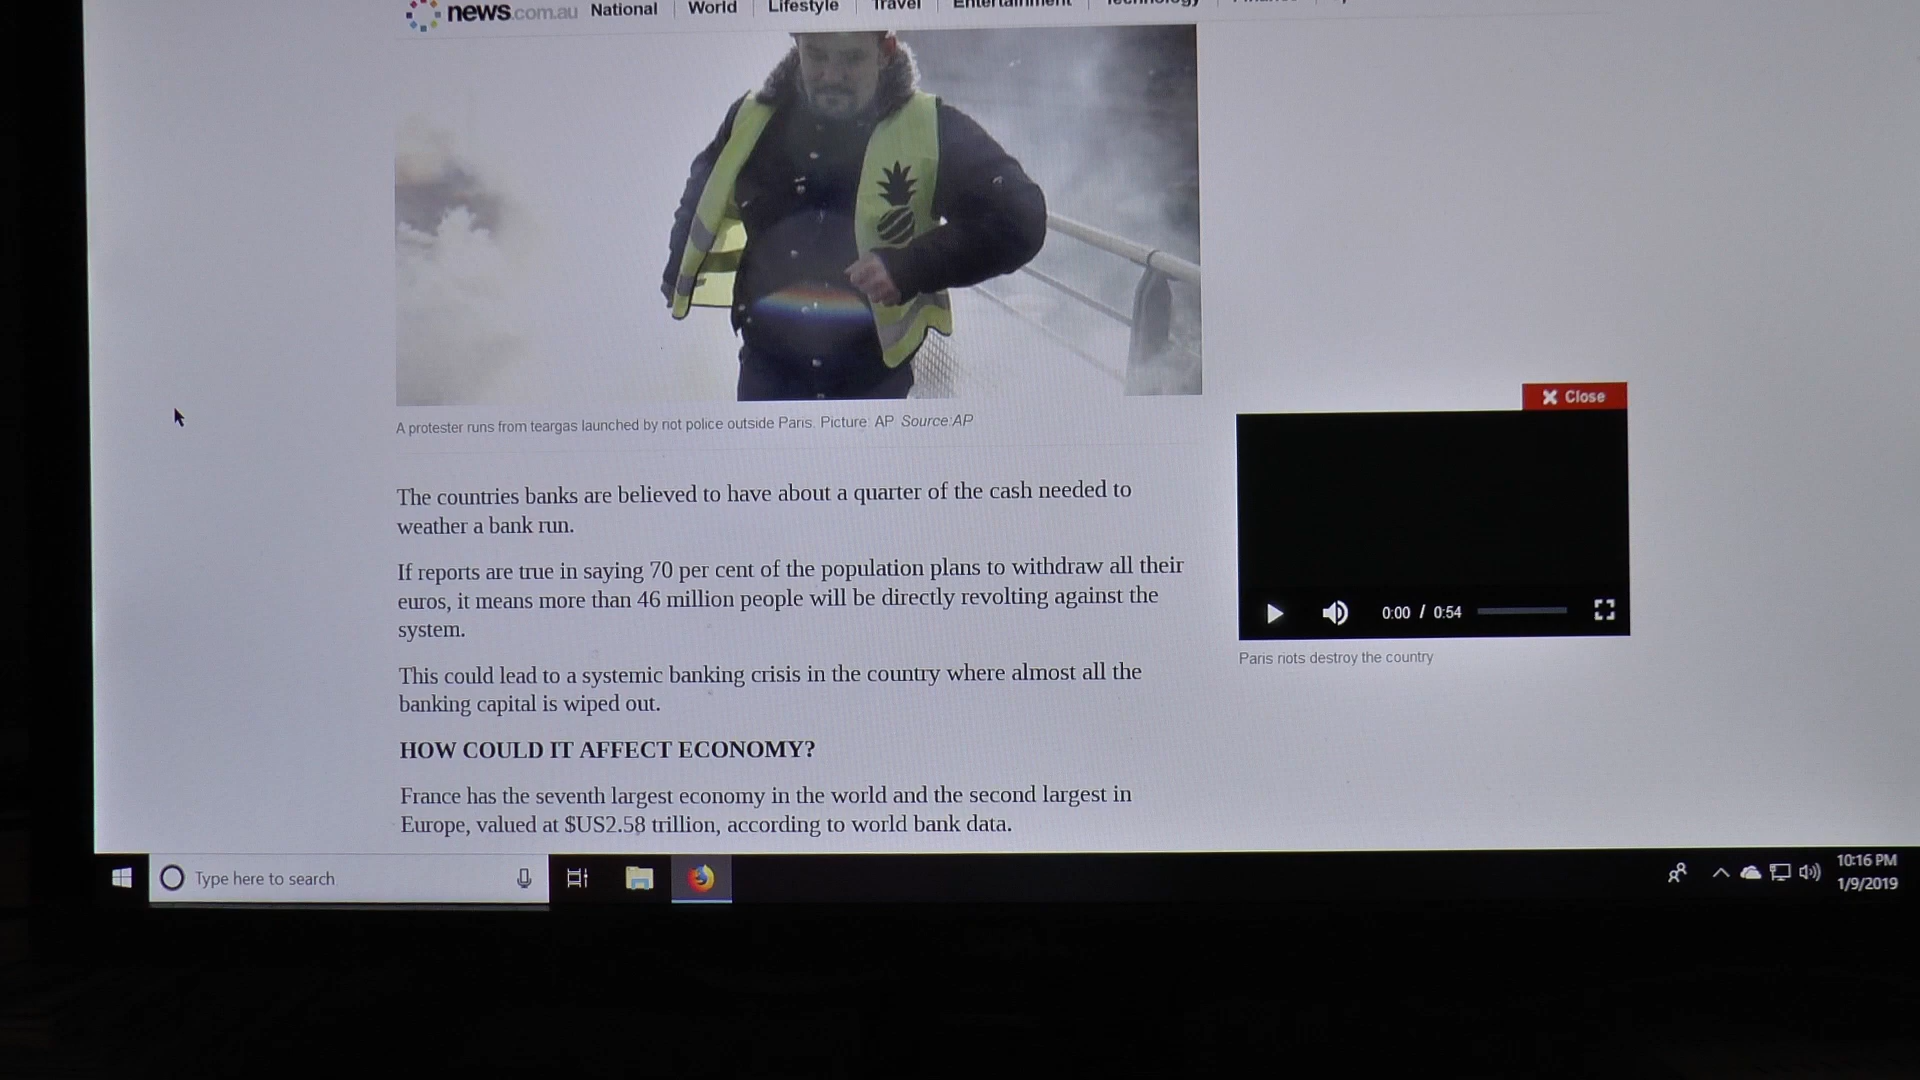 news.com.au National World Lifestyle Travel Entertainment Technology
A protester runs from teargas launched by riot police outside Paris. Picture: AP Source:AP
The countries banks are believed to have about a quarter of the cash needed to
weather a bank run.
If reports are true in saying 70 per cent of the population plans to withdraw all their
euros, it means more than 46 million people will be directly revolting against the
system.
This could lead to a systemic banking crisis in the country where almost all the
banking capital is wiped out.
HOW COULD IT AFFECT ECONOMY?
France has the seventh largest economy in the world and the second largest in
Europe, valued at $US2.58 trillion, according to world bank data.
Close
0:00 / 0:54
Paris riots destroy the country
Type here to search
10:16 PM
1/9/2019